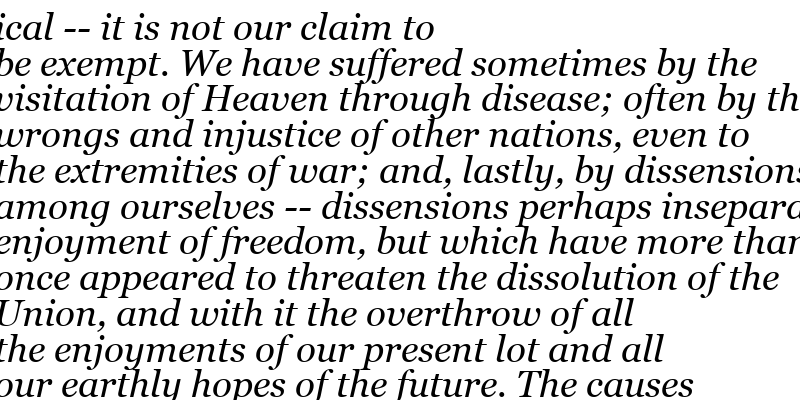 ical -- it is not our claim to
be exempt. We have suffered sometimes by the
visitation of Heaven through disease; often by th
wrongs and injustice of other nations, even to
the extremities of war; and, lastly, by dissensions
among ourselves -- dissensions perhaps insepara
enjoyment of freedom, but which have more than
once appeared to threaten the dissolution of the
Union, and with it the overthrow of all
the enjoyments of our present lot and all
our earthly hopes of the future. The causes